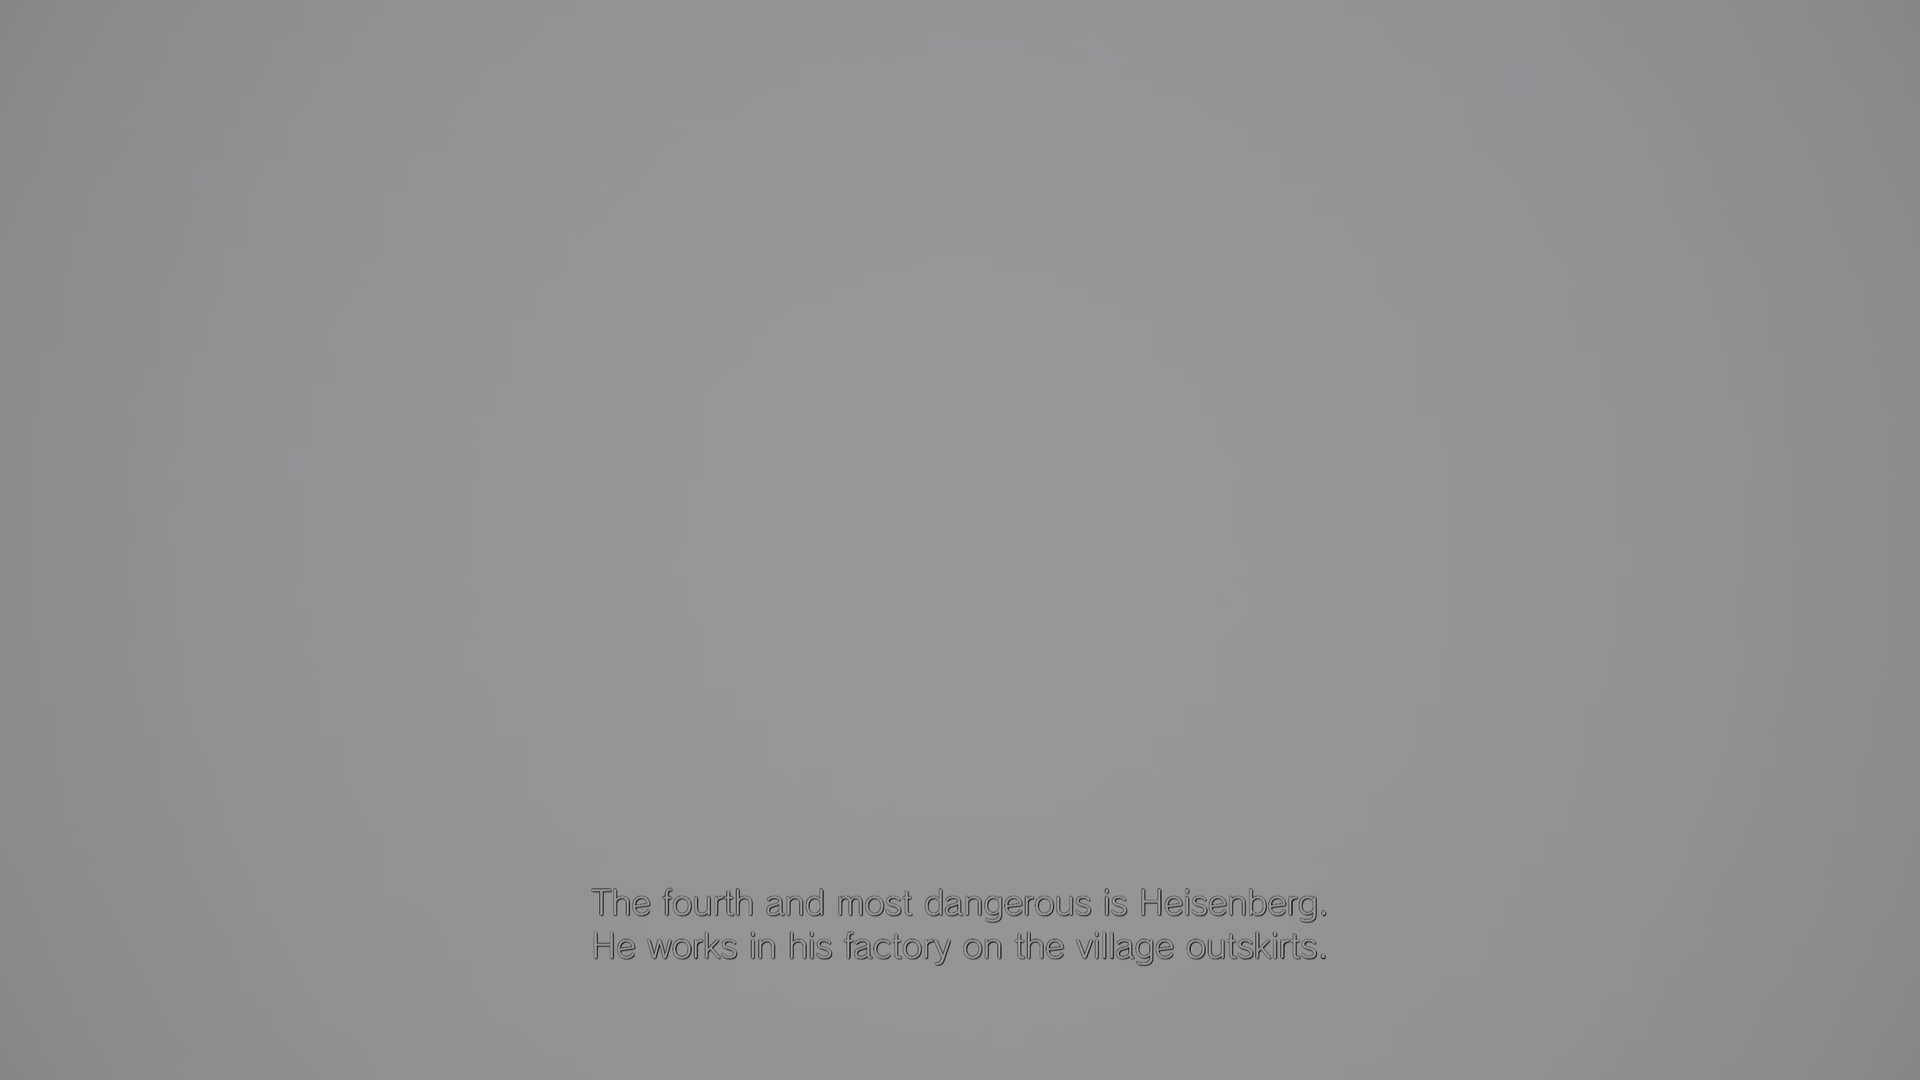 The fourth and most dangerous is Heisenberg.
He works in his factory on the village outskirts.